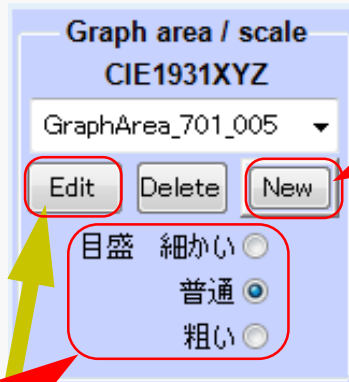 Graph area / scale
CIE1931XYZ
GraphArea_701_005
Edit Delete New
目盛 細かい
普通
粗い